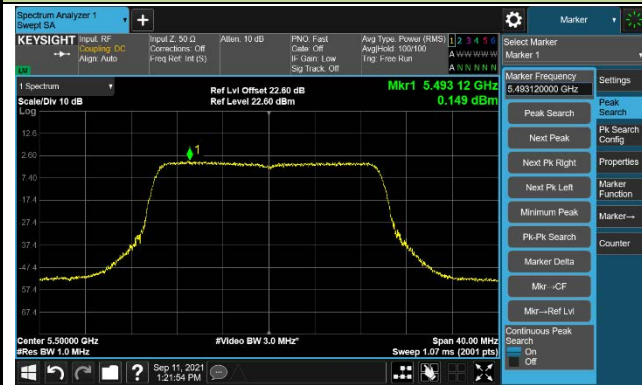 Spectrum Analyzer 1
Swept SA
Marker
KEYSIGHT
Input: RF
Coupling: DC
Align: Auto
Input Z: 50 Ω
Corrections: Off
Freq Ref: Int (S)
Atten: 10 dB
PNO: Fast
Gate: Off
IF Gain: Low
Sig Track: Off
Avg Type: Power (RMS)
Avg|Hold: 100/100
Trig: Free Run
1 2 3 4 5 6
A W W W W W
A N N N N N
Select Marker
Marker 1
1 Spectrum
Scale/Div 10 dB
Log
Ref Lvl Offset 22.60 dB
Ref Level 22.60 dBm
Mkr1 5.493 12 GHz
0.149 dBm
12.6
2.60
-7.40
-17.4
-27.4
-37.4
-47.4
-57.4
-67.4
1
Center 5.50000 GHz
#Res BW 1.0 MHz
#Video BW 3.0 MHz*
Span 40.00 MHz
Sweep 1.07 ms (2001 pts)
Marker Frequency
5.493120000 GHz
Peak Search
Next Peak
Next Pk Right
Next Pk Left
Minimum Peak
Pk-Pk Search
Marker Delta
Mkr→CF
Mkr→Ref Lvl
Continuous Peak
Search
On
Off
Settings
Peak
Search
Pk Search
Config
Properties
Marker
Function
Marker→
Counter
Sep 11, 2021
1:21:54 PM